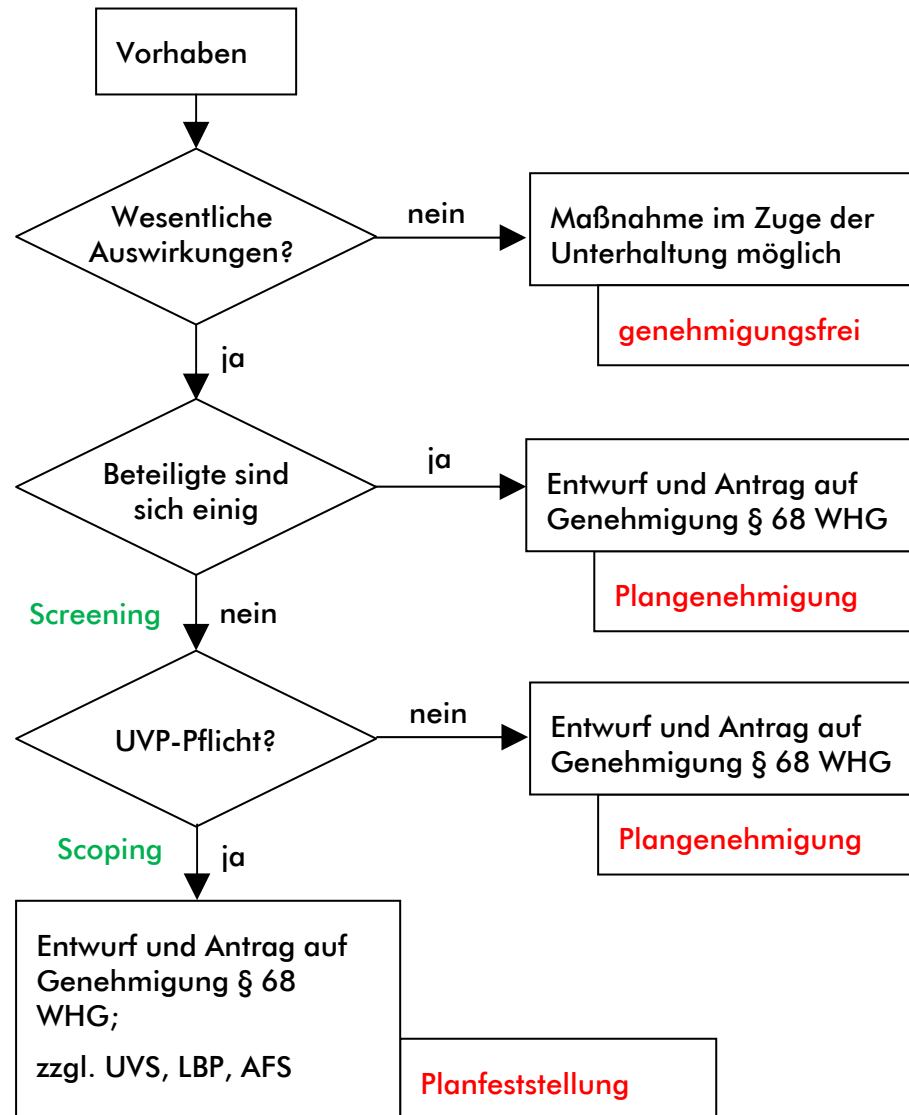 Vorhaben
Wesentliche
Auswirkungen?
nein
Maßnahme im Zuge der
Unterhaltung möglich
genehmigungsfrei
ja
Beteiligte sind
sich einig
ja
Entwurf und Antrag auf
Genehmigung § 68 WHG
Plangenehmigung
Screening
nein
UVP-Pflicht?
nein
Entwurf und Antrag auf
Genehmigung § 68 WHG
Plangenehmigung
Scoping
ja
Entwurf und Antrag auf
Genehmigung § 68
WHG;
zzgl. UVS, LBP, AFS
Planfeststellung